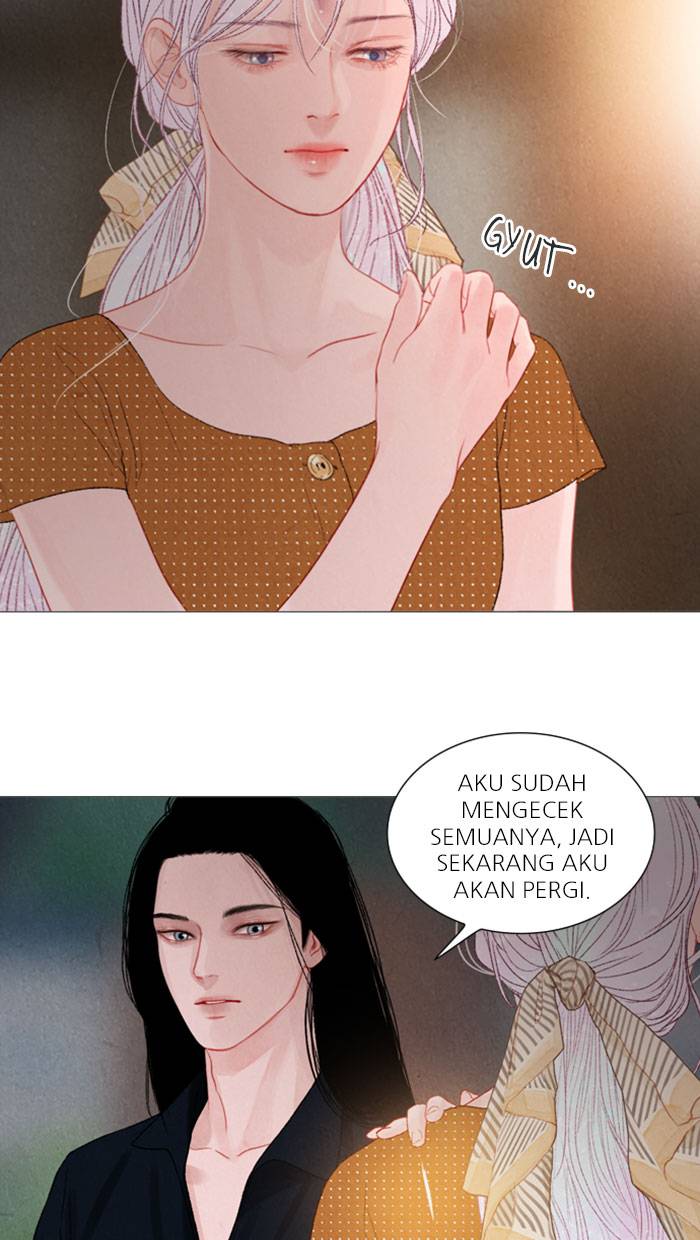 GYUT...
AKU SUDAH
MENGECEK
SEMUANYA, JADI
SEKARANG AKU
AKAN PERGI.